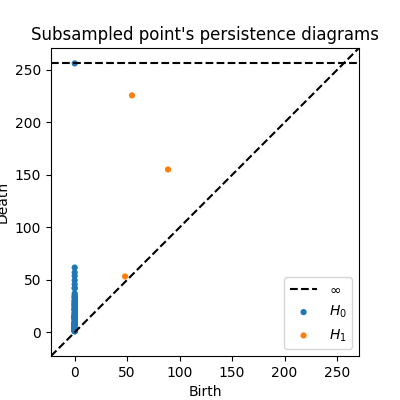 Subsampled point's persistence diagrams
250
200
150
100
50
0
Death
0 50 100 150 200 250
Birth
∞
H₀
H₁